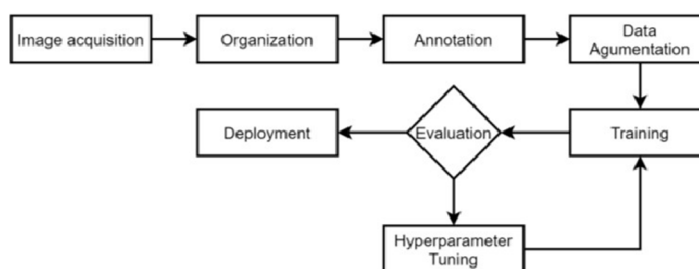 Image acquisition
Organization
Annotation
Data
Agumentation
Deployment
Evaluation
Training
Hyperparameter
Tuning